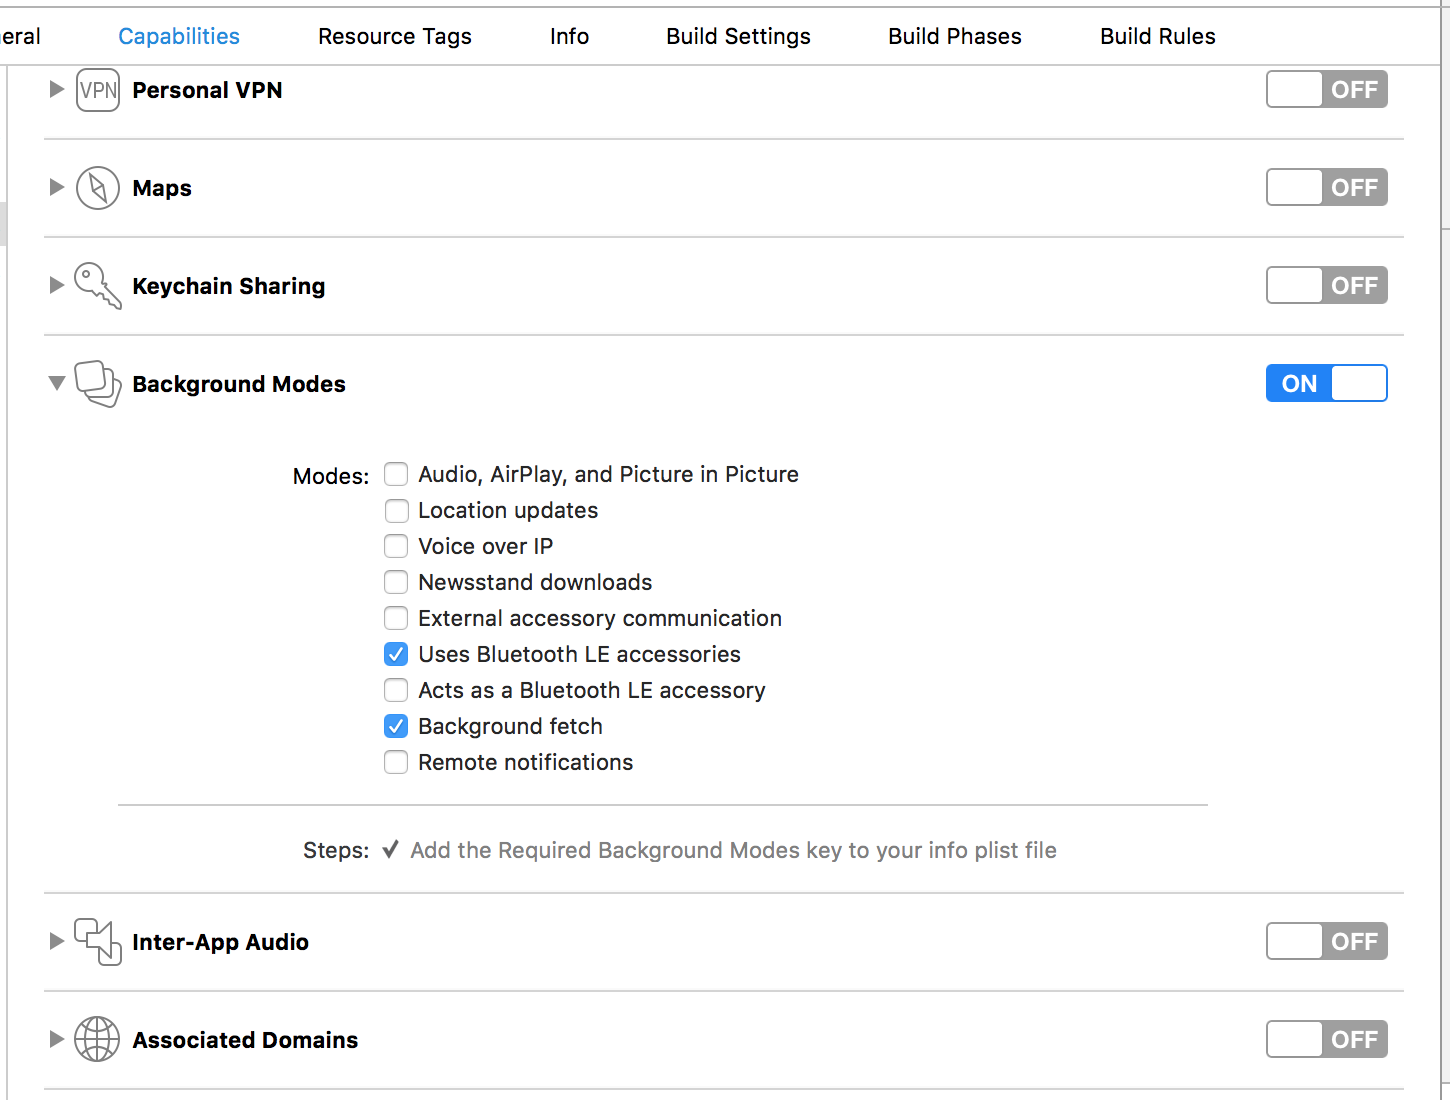 eral Capabilities Resource Tags Info Build Settings Build Phases Build Rules
VPN Personal VPN OFF
Maps OFF
Keychain Sharing OFF
Background Modes ON
Modes: Audio, AirPlay, and Picture in Picture
Location updates
Voice over IP
Newsstand downloads
External accessory communication
Uses Bluetooth LE accessories
Acts as a Bluetooth LE accessory
Background fetch
Remote notifications
Steps: ✓ Add the Required Background Modes key to your info plist file
Inter-App Audio OFF
Associated Domains OFF